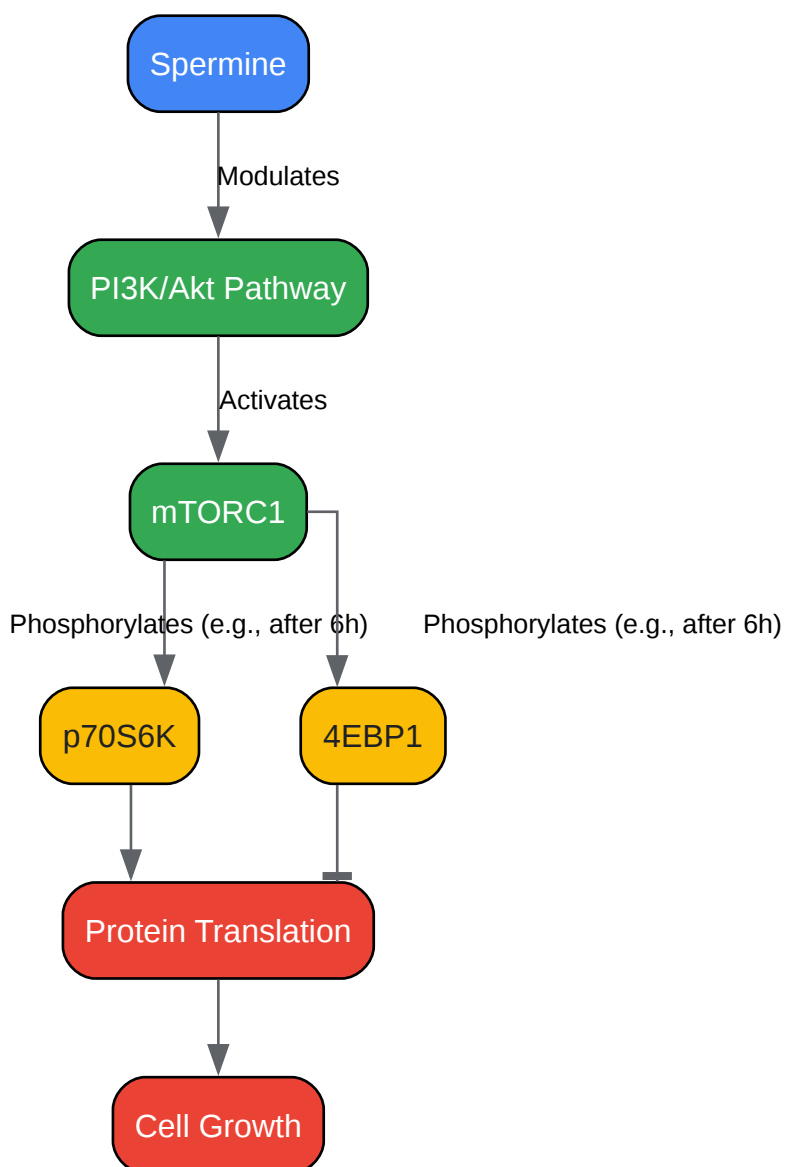 Spermine
Modulates
PI3K/Akt Pathway
Activates
mTORC1
Phosphorylates (e.g., after 6h)
Phosphorylates (e.g., after 6h)
p70S6K
4EBP1
Protein Translation
Cell Growth